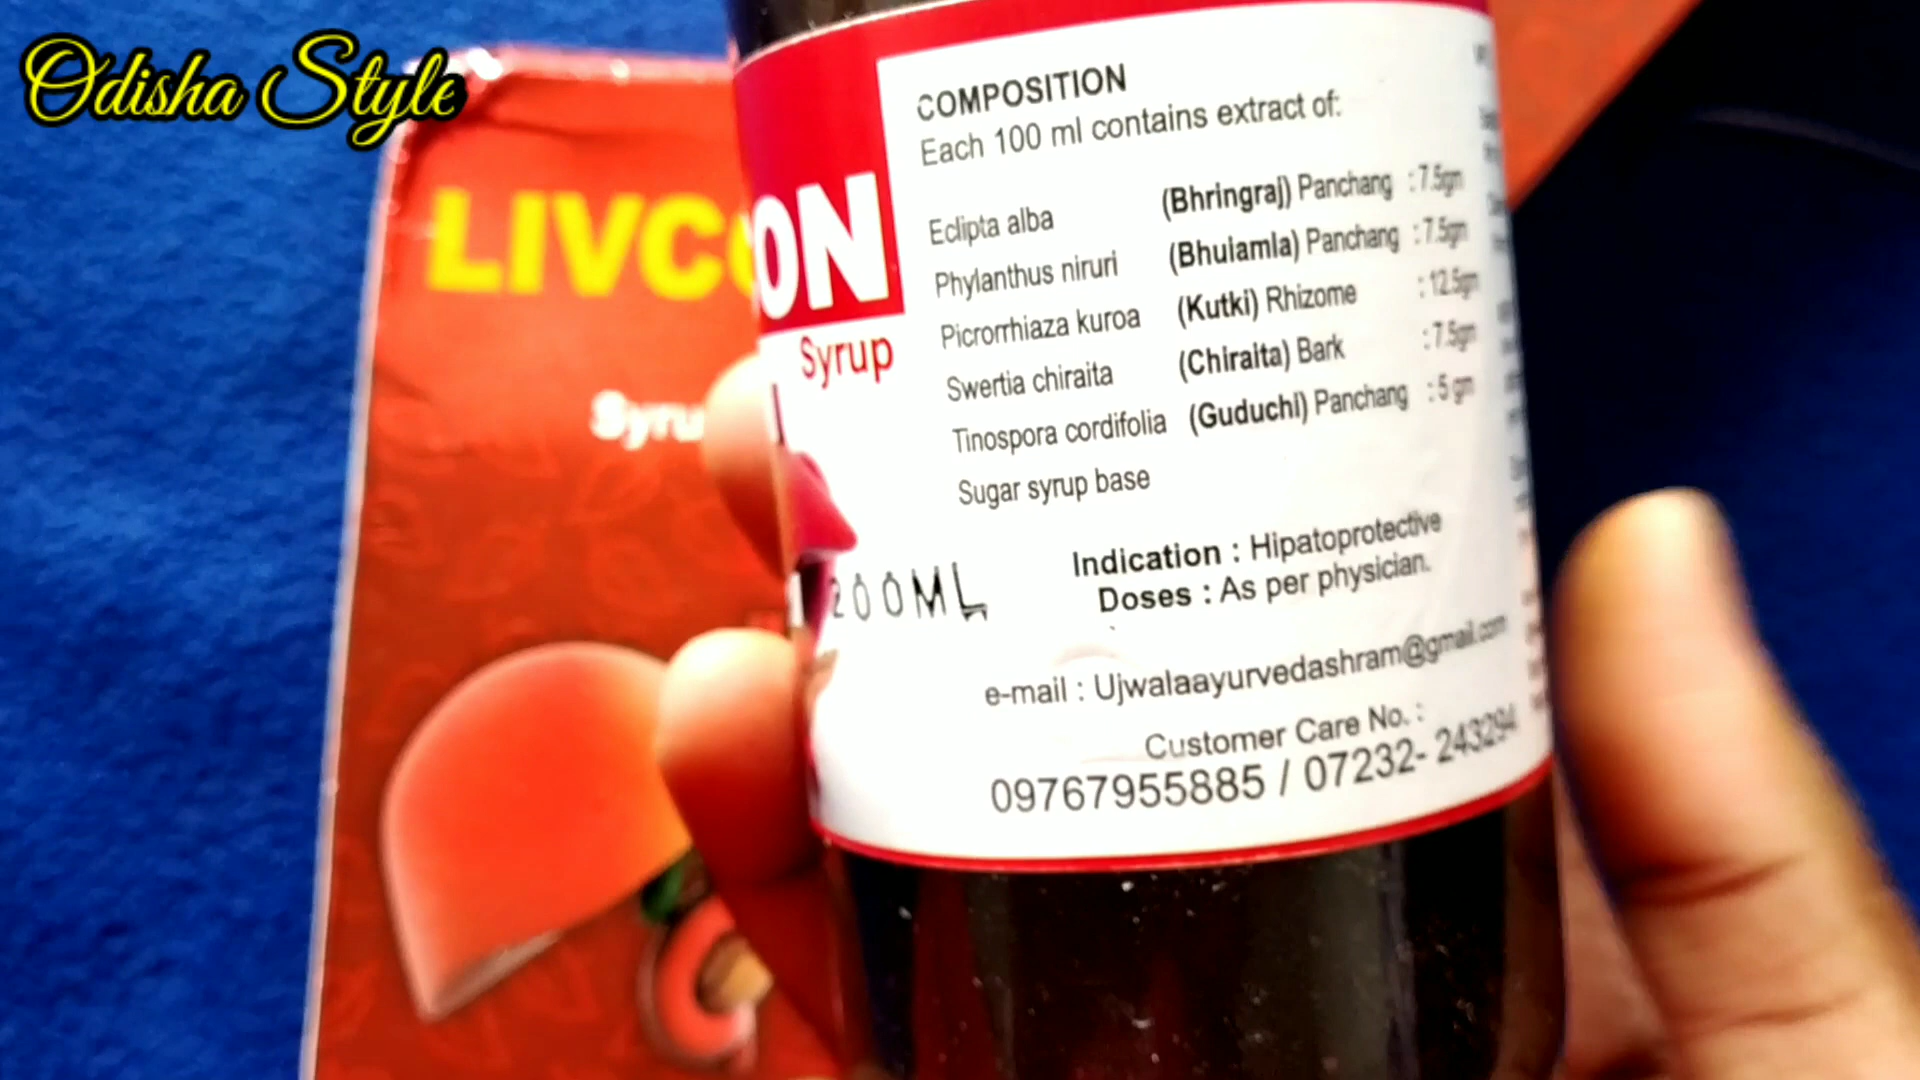 Odisha Style
LIVC
Syru
ON
Syrup
200ML
COMPOSITION
Each 100 ml contains extract of:
Eclipta alba (Bhringraj) Panchang : 7.5gm
Phylanthus niruri (Bhuiamla) Panchang : 7.5gm
Picrorrhiaza kuroa (Kutki) Rhizome : 12.5gm
Swertia chiraita (Chiraita) Bark : 7.5gm
Tinospora cordifolia (Guduchi) Panchang : 5 gm
Sugar syrup base
Indication : Hipatoprotective
Doses : As per physician.
e-mail : Ujwalaayurvedashram@gmail.com
Customer Care No. :
09767955885 / 07232- 243294